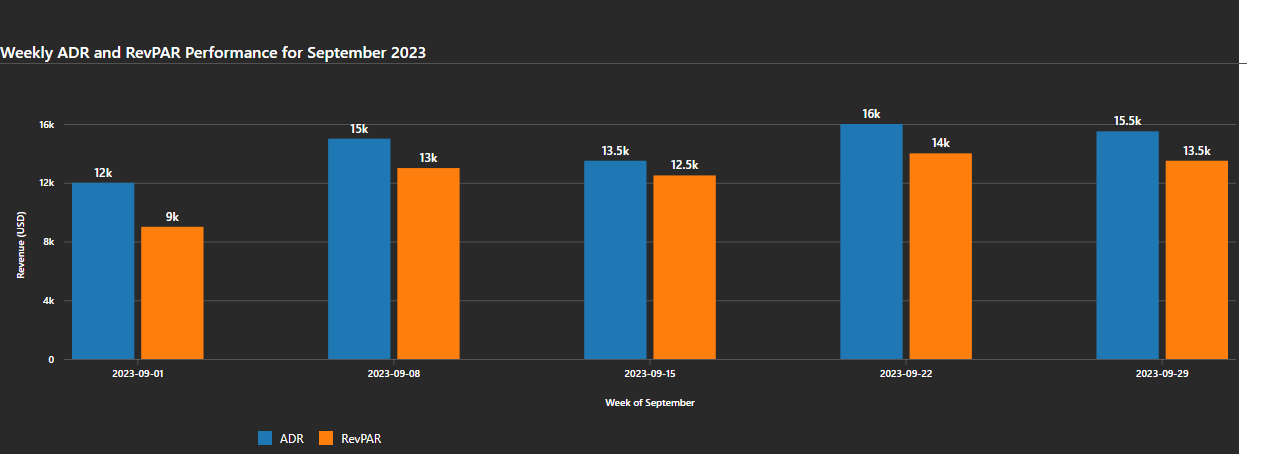 Weekly ADR and RevPAR Performance for September 2023
16k
12k
8k
4k
0
Revenue (USD)
12k
9k
15k
13k
13.5k
12.5k
16k
14k
15.5k
13.5k
2023-09-01
2023-09-08
2023-09-15
2023-09-22
2023-09-29
Week of September
ADR
RevPAR